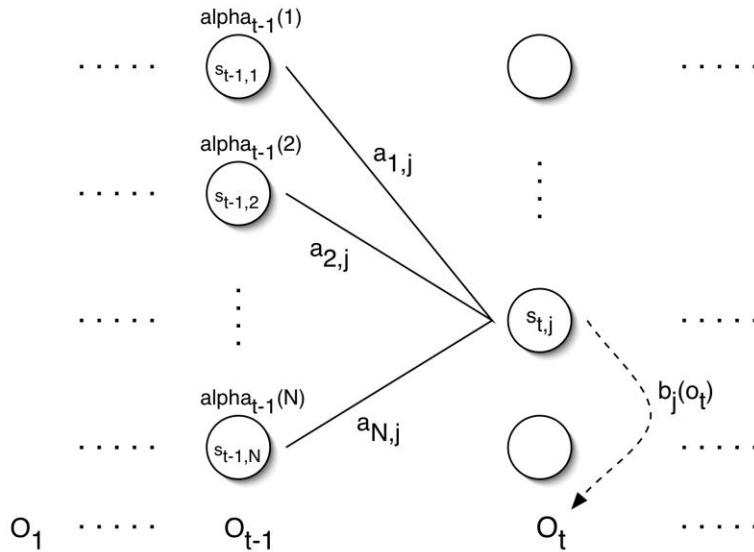 alpha_{t-1}(1)
s_{t-1,1}
alpha_{t-1}(2)
a_{1,j}
s_{t-1,2}
a_{2,j}
s_{t,j}
b_j(o_t)
alpha_{t-1}(N)
a_{N,j}
s_{t-1,N}
O_1 ..... O_{t-1} O_t .....